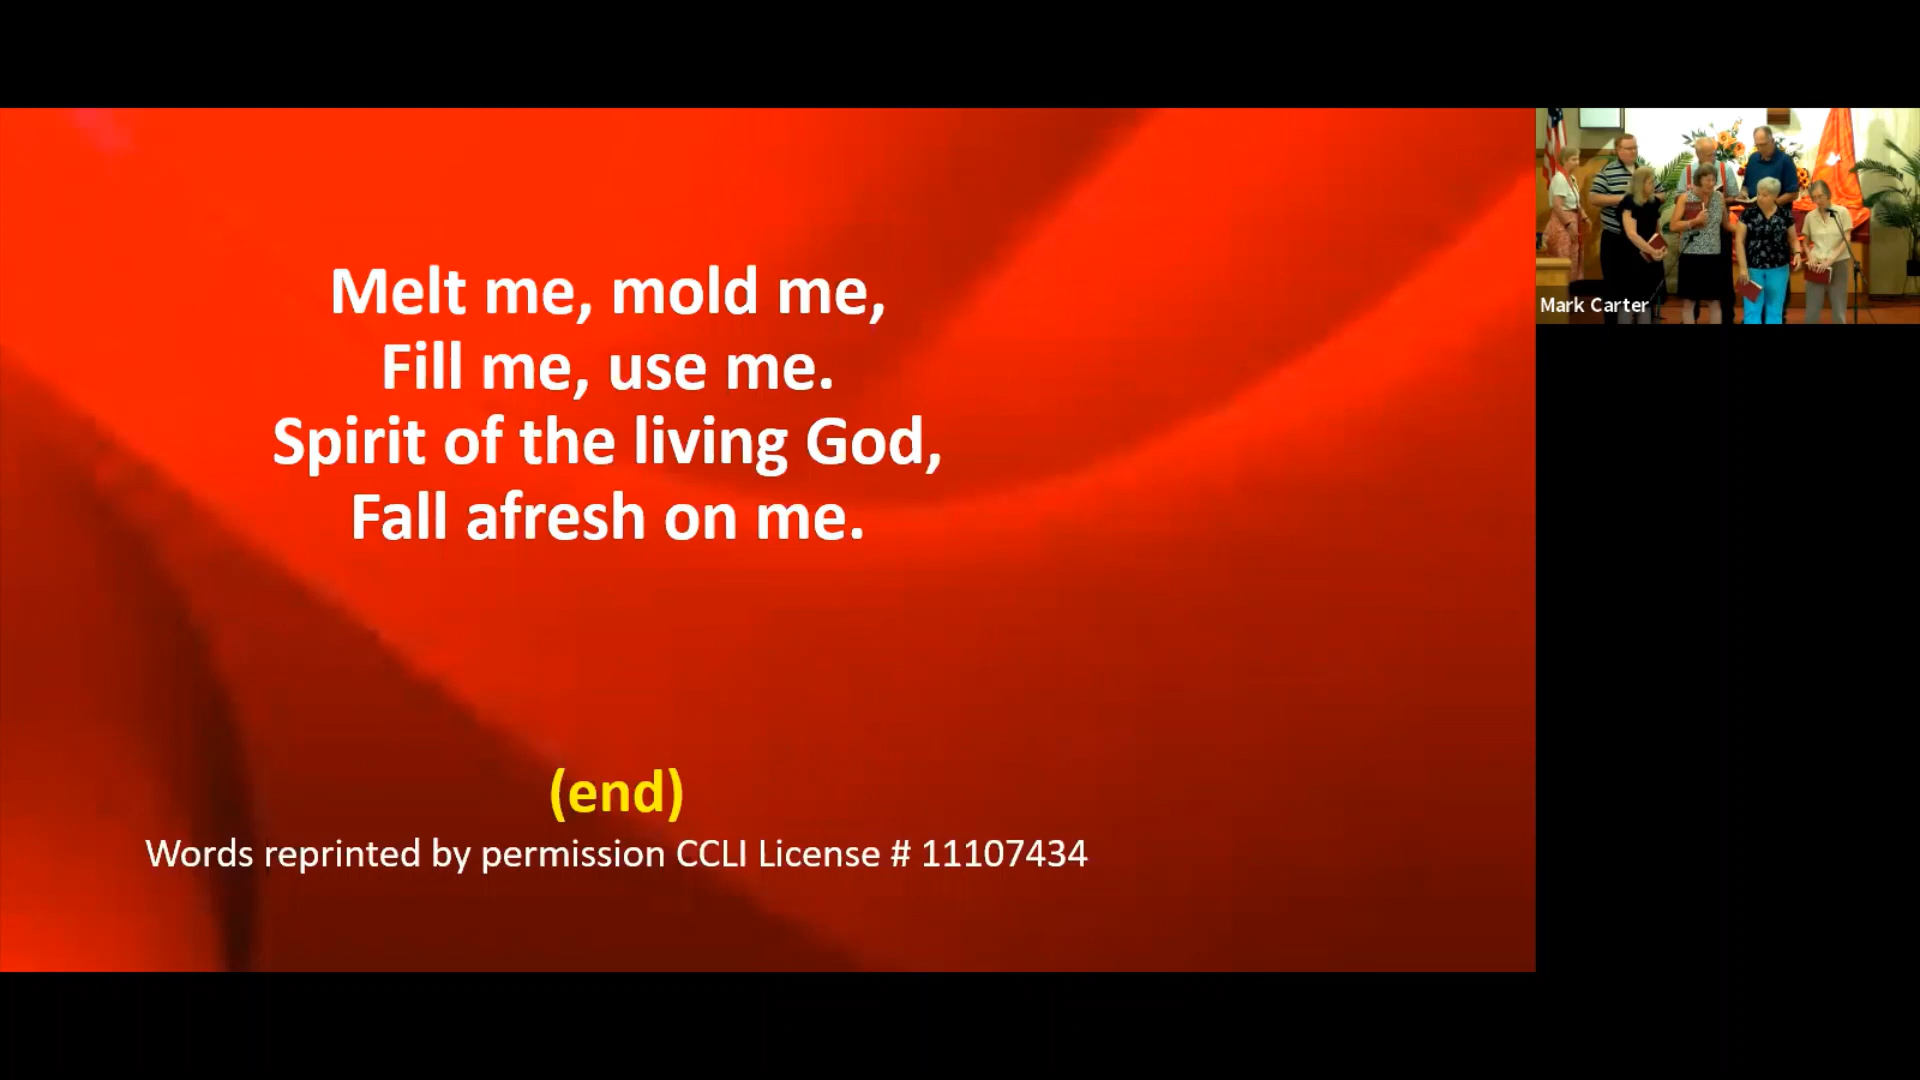 Melt me, mold me,
Fill me, use me.
Spirit of the living God,
Fall afresh on me.
(end)
Words reprinted by permission CCLI License # 11107434
Mark Carter